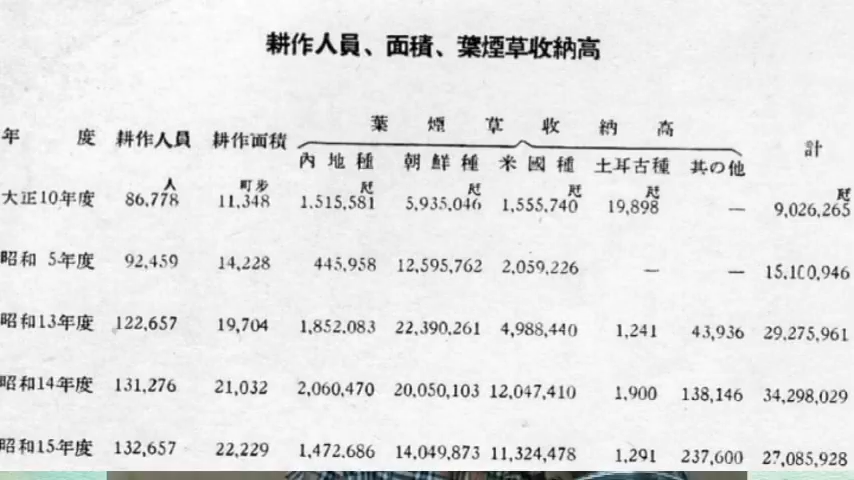 耕作人員、面積、葉煙草收納高
葉煙草收納高
年度 耕作人員 耕作面積 計
內地種 朝鮮種 米國種 土耳古種 其の他
人 町步 瓩 瓩 瓩 瓩 瓩
大正10年度 86,778 11,348 1,515,581 5,935,046 1,555,740 19,898 — 9,026,265
昭和 5年度 92,459 14,228 445,958 12,595,762 2,059,226 — — 15,100,946
昭和13年度 122,657 19,704 1,852,083 22,390,261 4,988,440 1,241 43,936 29,275,961
昭和14年度 131,276 21,032 2,060,470 20,050,103 12,047,410 1,900 138,146 34,298,029
昭和15年度 132,657 22,229 1,472,686 14,049,873 11,324,478 1,291 237,600 27,085,928